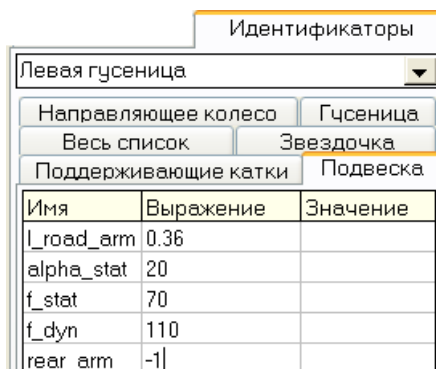 Идентификаторы
Левая гусеница
Направляющее колесо Гусеница
Весь список Звездочка
Поддерживающие катки Подвеска
Имя Выражение Значение
l_road_arm 0.36
alpha_stat 20
f_stat 70
f_dyn 110
rear_arm -1